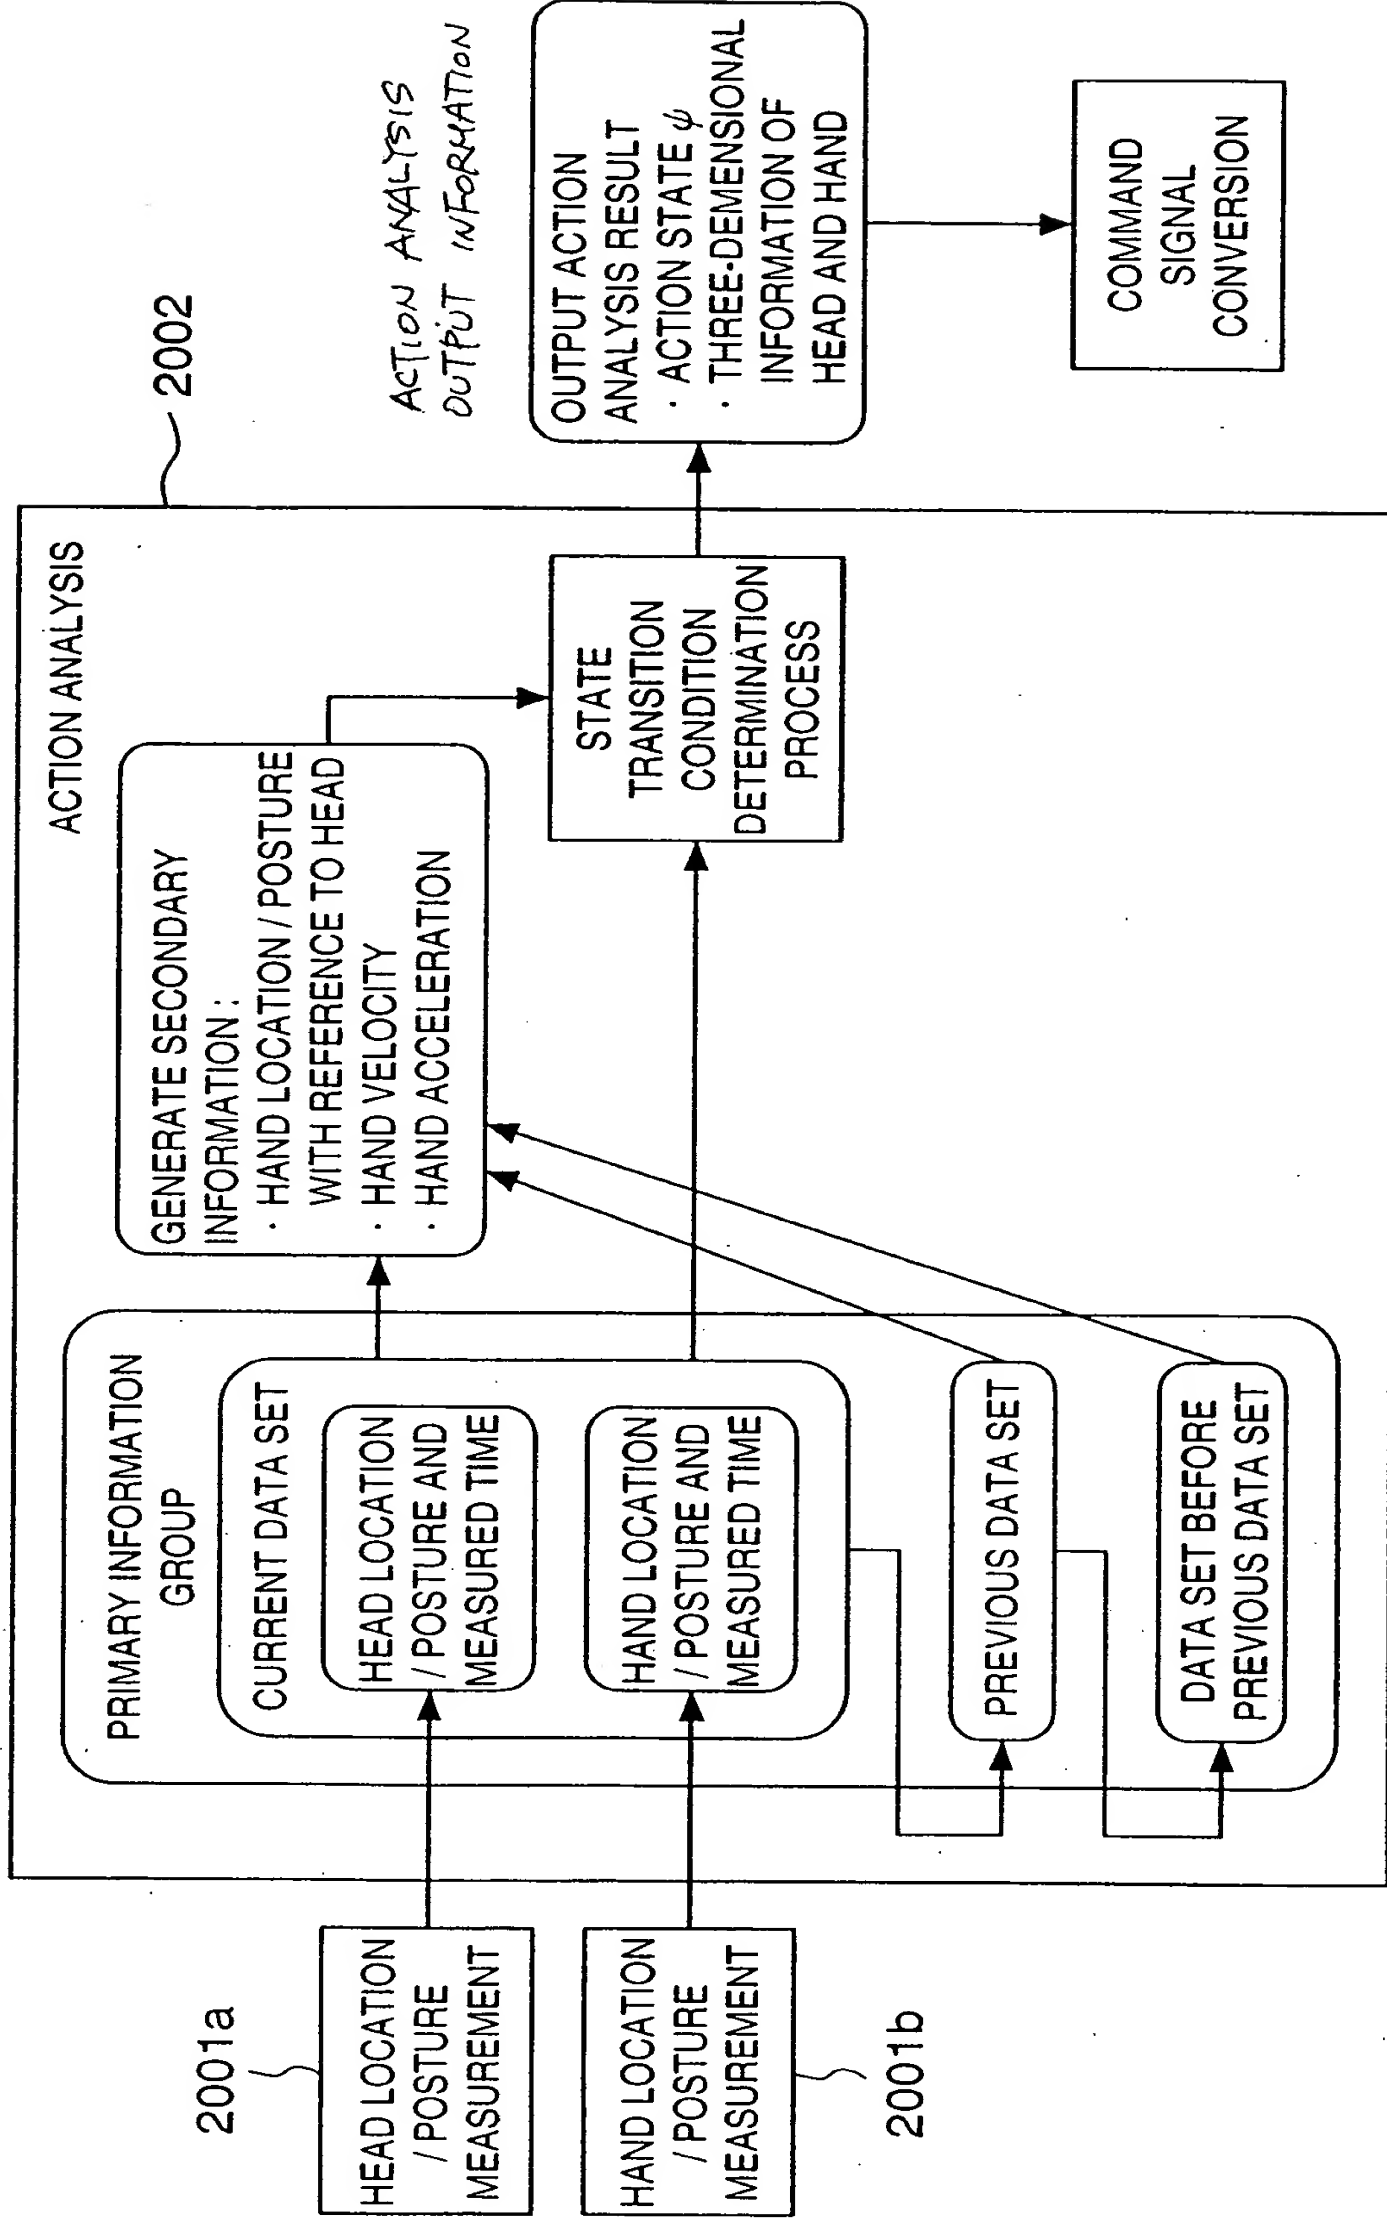 2002
ACTION ANALYSIS
OUTPUT INFORMATION
ACTION ANALYSIS
PRIMARY INFORMATION
GROUP
CURRENT DATA SET
2001a
HEAD LOCATION
/ POSTURE
MEASUREMENT
HEAD LOCATION
/ POSTURE AND
MEASURED TIME
HAND LOCATION
/ POSTURE
MEASUREMENT
2001b
HAND LOCATION
/ POSTURE AND
MEASURED TIME
PREVIOUS DATA SET
DATA SET BEFORE
PREVIOUS DATA SET
GENERATE SECONDARY
INFORMATION :
· HAND LOCATION / POSTURE
WITH REFERENCE TO HEAD
· HAND VELOCITY
· HAND ACCELERATION
STATE
TRANSITION
CONDITION
DETERMINATION
PROCESS
OUTPUT ACTION
ANALYSIS RESULT
· ACTION STATE ψ
· THREE-DEMENSIONAL
INFORMATION OF
HEAD AND HAND
COMMAND
SIGNAL
CONVERSION